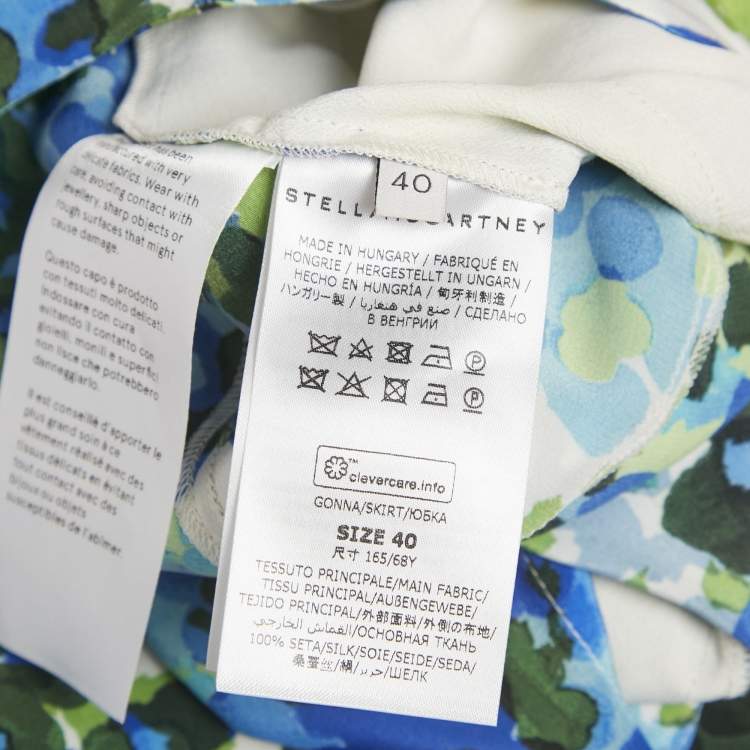 been
manufactured with very
delicate fabrics. Wear with
care, avoiding contact with
jewellery, sharp objects or
rough surfaces that might
cause damage.
Questo capo è prodotto
con tessuti molto delicati.
Indossare con cura
evitando il contatto con
gioielli, monili e superfici
non lisce che potrebbero
danneggiarlo.
Il est conseillé d'apporter le
plus grand soin à ce
vêtement réalisé avec des
tissus délicats en évitant
tout contact avec des
bijoux ou objets
susceptibles de l'abîmer.
40
STELLA McCARTNEY
MADE IN HUNGARY / FABRIQUÉ EN
HONGRIE / HERGESTELLT IN UNGARN /
HECHO EN HUNGRÍA / 匈牙利制造 /
ハンガリー製 / صنع في هنغاريا / СДЕЛАНО
В ВЕНГРИИ
P
P
™
clevercare.info
GONNA/SKIRT/ЮБКА
SIZE 40
尺寸 165/68Y
TESSUTO PRINCIPALE/MAIN FABRIC/
TISSU PRINCIPAL/AUßENGEWEBE/
TEJIDO PRINCIPAL/外部面料/外側の布地/
القماش الخارجي/ОСНОВНАЯ ТКАНЬ
100% SETA/SILK/SOIE/SEIDE/SEDA/
桑蚕丝/絹/حرير/ШЕЛК